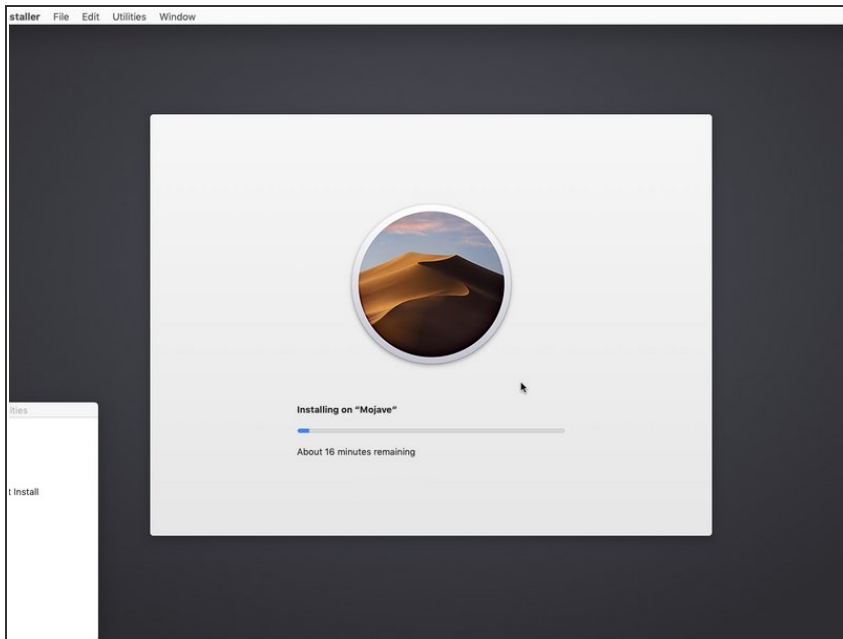 staller File Edit Utilities Window
ities
t Install
Installing on “Mojave”
About 16 minutes remaining